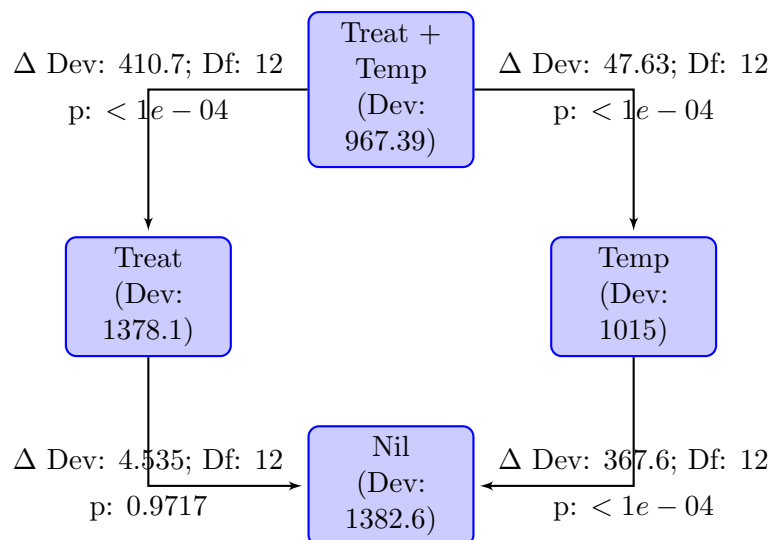 Treat +
Temp
(Dev:
967.39)
Δ Dev: 410.7; Df: 12
p: < 1e − 04
Δ Dev: 47.63; Df: 12
p: < 1e − 04
Treat
(Dev:
1378.1)
Temp
(Dev:
1015)
Δ Dev: 4.535; Df: 12
p: 0.9717
Nil
(Dev:
1382.6)
Δ Dev: 367.6; Df: 12
p: < 1e − 04